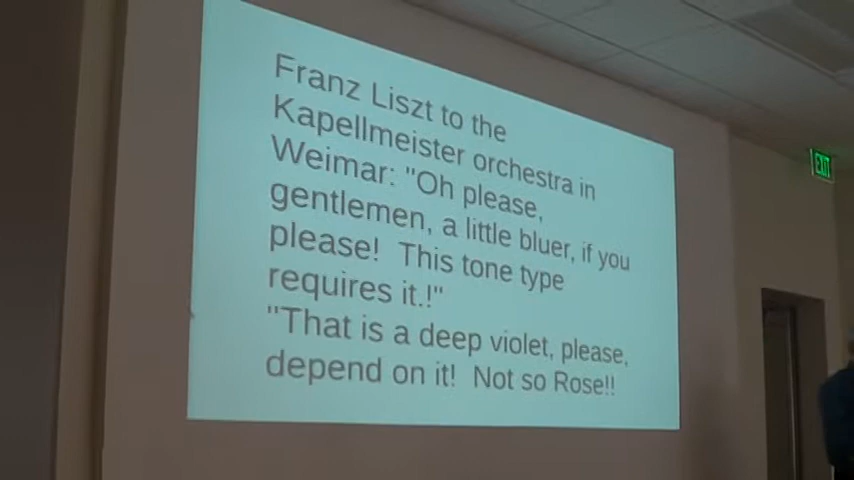 Franz Liszt to the
Kapellmeister orchestra in
Weimar: "Oh please,
gentlemen, a little bluer, if you
please!  This tone type
requires it.!"
"That is a deep violet, please,
depend on it!  Not so Rose!!
EXIT